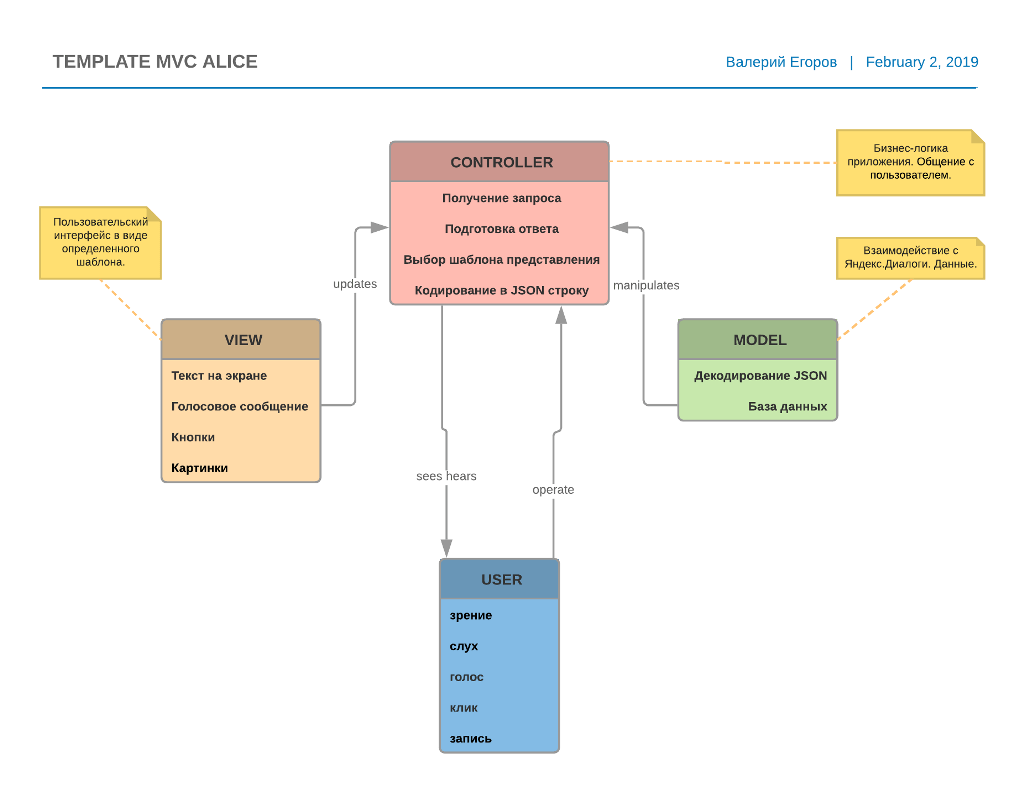 TEMPLATE MVC ALICE
Валерий Егоров | February 2, 2019
Бизнес-логика
приложения. Общение с
пользователем.
CONTROLLER
Получение запроса
Подготовка ответа
Выбор шаблона представления
Кодирование в JSON строку
Пользовательский
интерфейс в виде
определенного
шаблона.
Взаимодействие с
Яндекс.Диалоги. Данные.
updates
manipulates
VIEW
Текст на экране
Голосовое сообщение
Кнопки
Картинки
MODEL
Декодирование JSON
База данных
sees hears
operate
USER
зрение
слух
голос
клик
запись